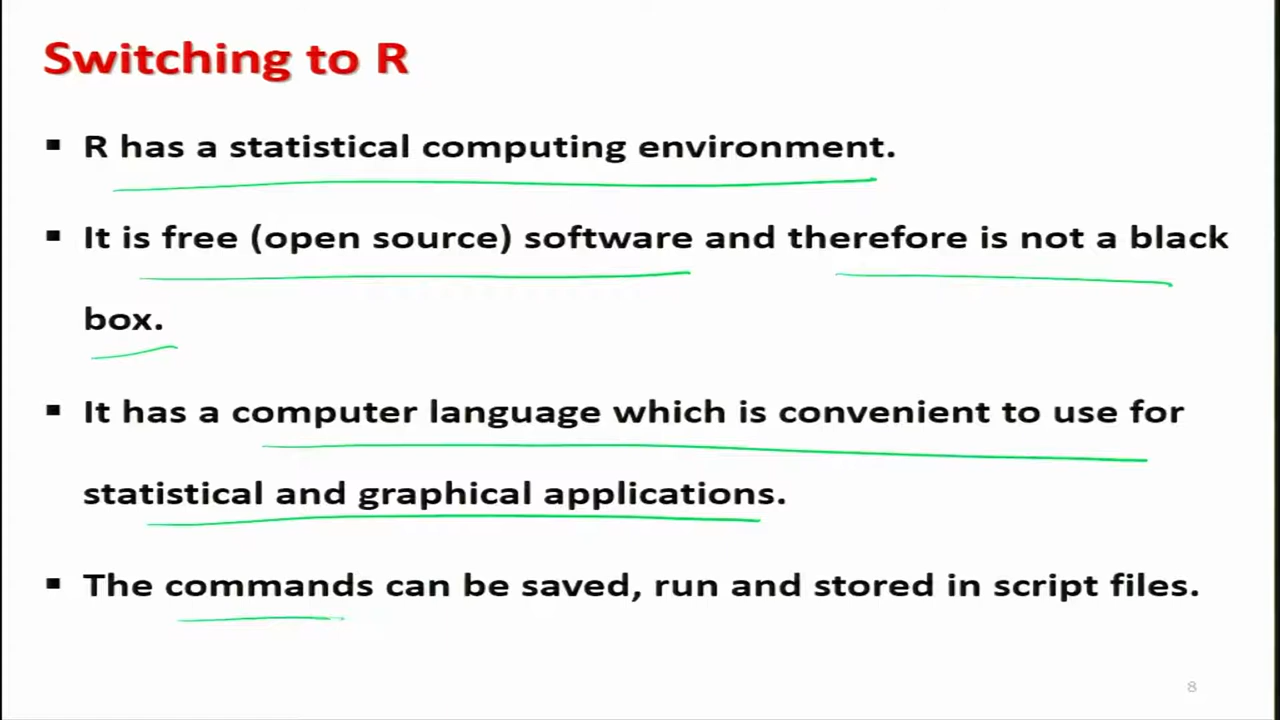 Switching to R
▪ R has a statistical computing environment.
▪ It is free (open source) software and therefore is not a black
box.
▪ It has a computer language which is convenient to use for
statistical and graphical applications.
▪ The commands can be saved, run and stored in script files.
8